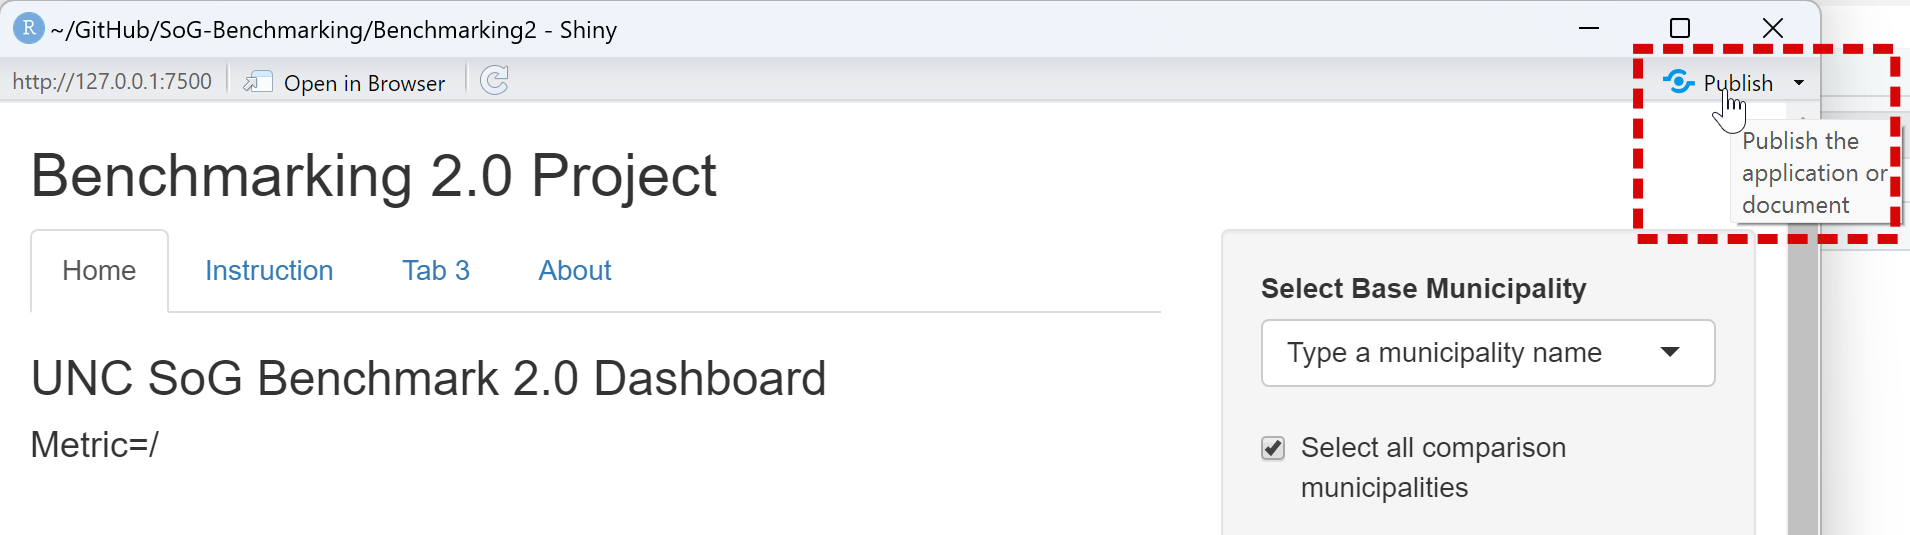 R ~/GitHub/SoG-Benchmarking/Benchmarking2 - Shiny
http://127.0.0.1:7500 Open in Browser Publish
Publish the
application or
document
Benchmarking 2.0 Project
Home Instruction Tab 3 About
UNC SoG Benchmark 2.0 Dashboard
Metric=/
Select Base Municipality
Type a municipality name
Select all comparison
municipalities